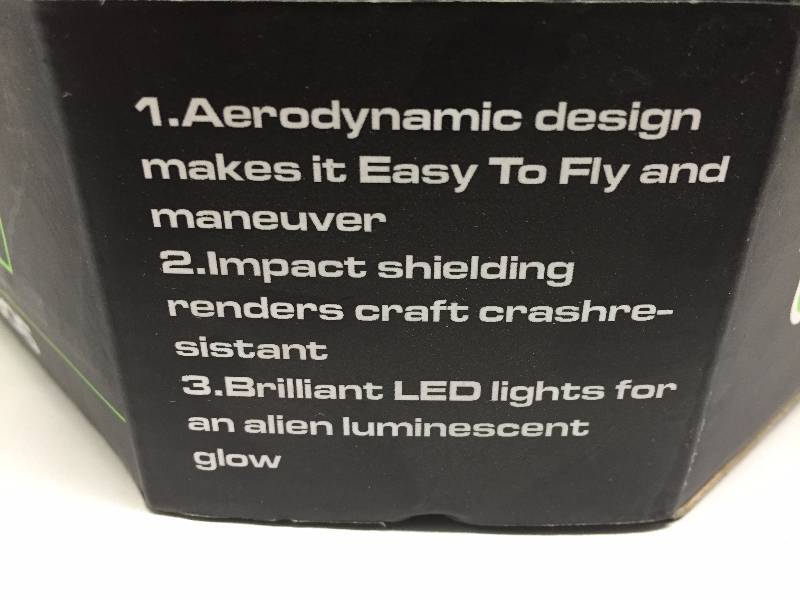 1.Aerodynamic design
makes it Easy To Fly and
maneuver
2.Impact shielding
renders craft crashre-
sistant
3.Brilliant LED lights for
an alien luminescent
glow